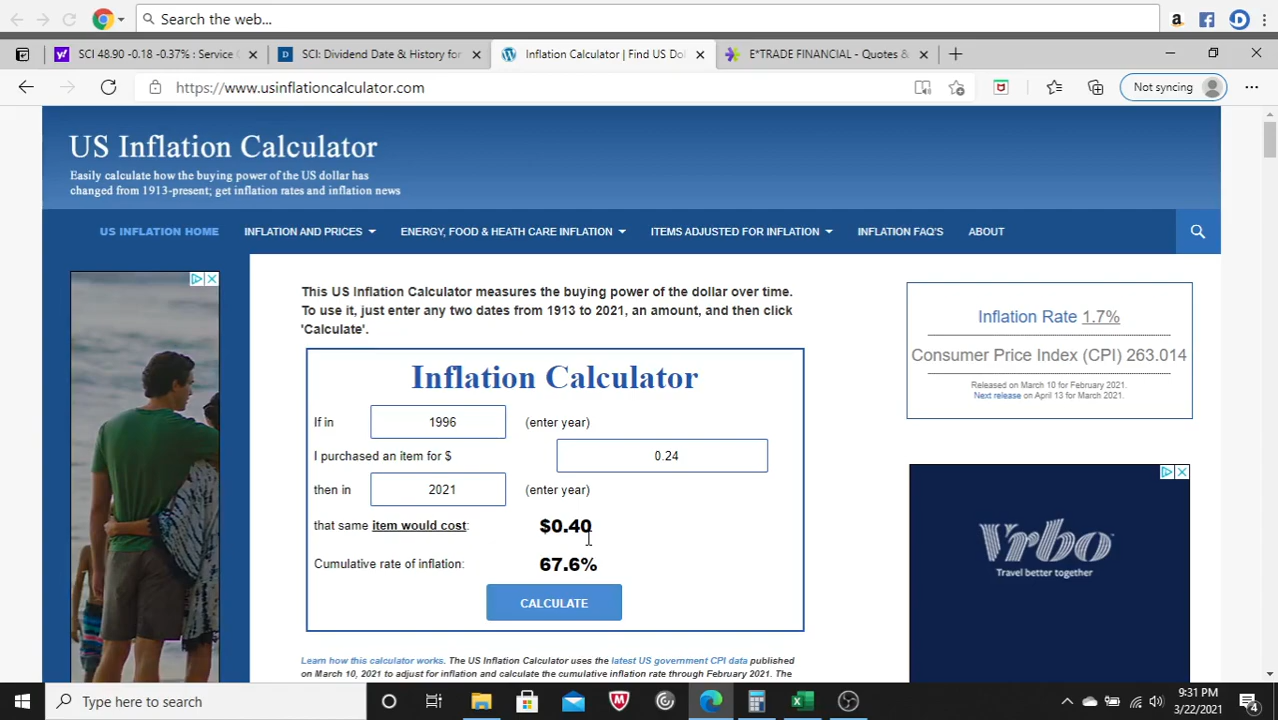 Search the web...
SCI 48.90 -0.18 -0.37% : Service
SCI: Dividend Date & History for
Inflation Calculator | Find US Dol
E*TRADE FINANCIAL - Quotes &
https://www.usinflationcalculator.com
Not syncing
US Inflation Calculator
Easily calculate how the buying power of the US dollar has
changed from 1913-present; get inflation rates and inflation news
US INFLATION HOME
INFLATION AND PRICES
ENERGY, FOOD & HEATH CARE INFLATION
ITEMS ADJUSTED FOR INFLATION
INFLATION FAQ'S
ABOUT
This US Inflation Calculator measures the buying power of the dollar over time.
To use it, just enter any two dates from 1913 to 2021, an amount, and then click
'Calculate'.
Inflation Calculator
If in 1996 (enter year)
I purchased an item for $ 0.24
then in 2021 (enter year)
that same item would cost: $0.40
Cumulative rate of inflation: 67.6%
CALCULATE
Learn how this calculator works. The US Inflation Calculator uses the latest US government CPI data published
on March 10, 2021 to adjust for inflation and calculate the cumulative inflation rate through February 2021. The
Inflation Rate 1.7%
Consumer Price Index (CPI) 263.014
Released on March 10 for February 2021.
Next release on April 13 for March 2021.
Vrbo
Travel better together
Type here to search
9:31 PM
3/22/2021
4